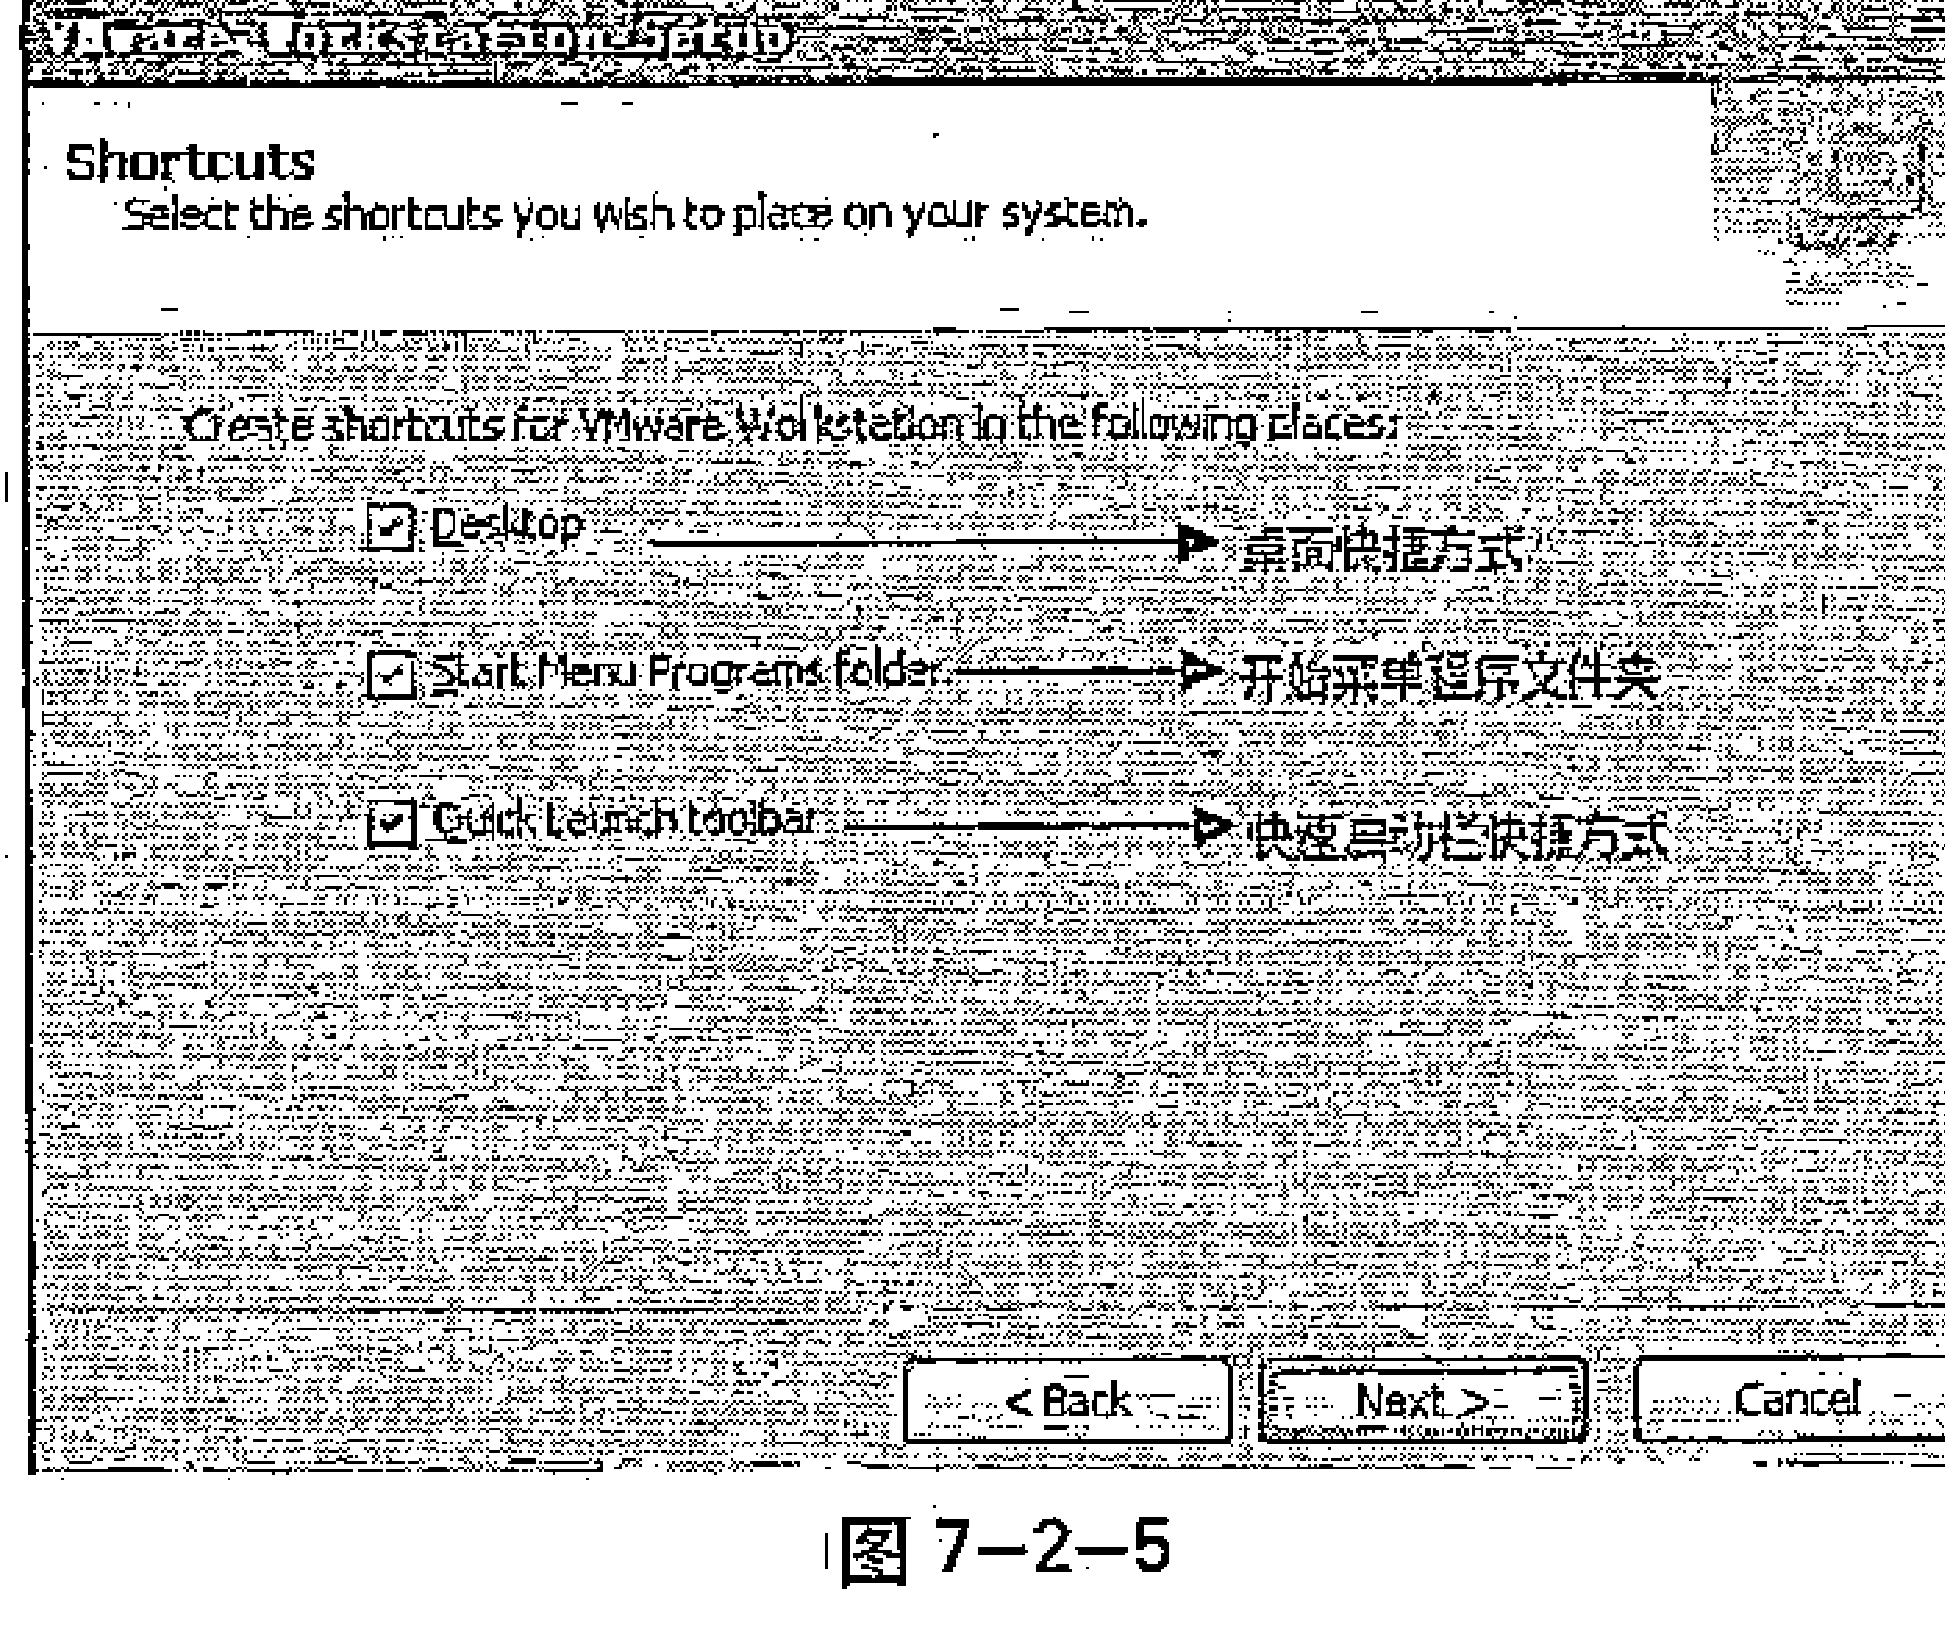 VMware Workstation Setup
Shortcuts
Select the shortcuts you wish to place on your system.
Create shortcuts for VMware Workstation in the following places:
Desktop 桌面快捷方式
Start Menu Programs folder 开始菜单程序文件夹
Quick Launch toolbar 快速启动栏快捷方式
< Back Next > Cancel
图 7-2-5